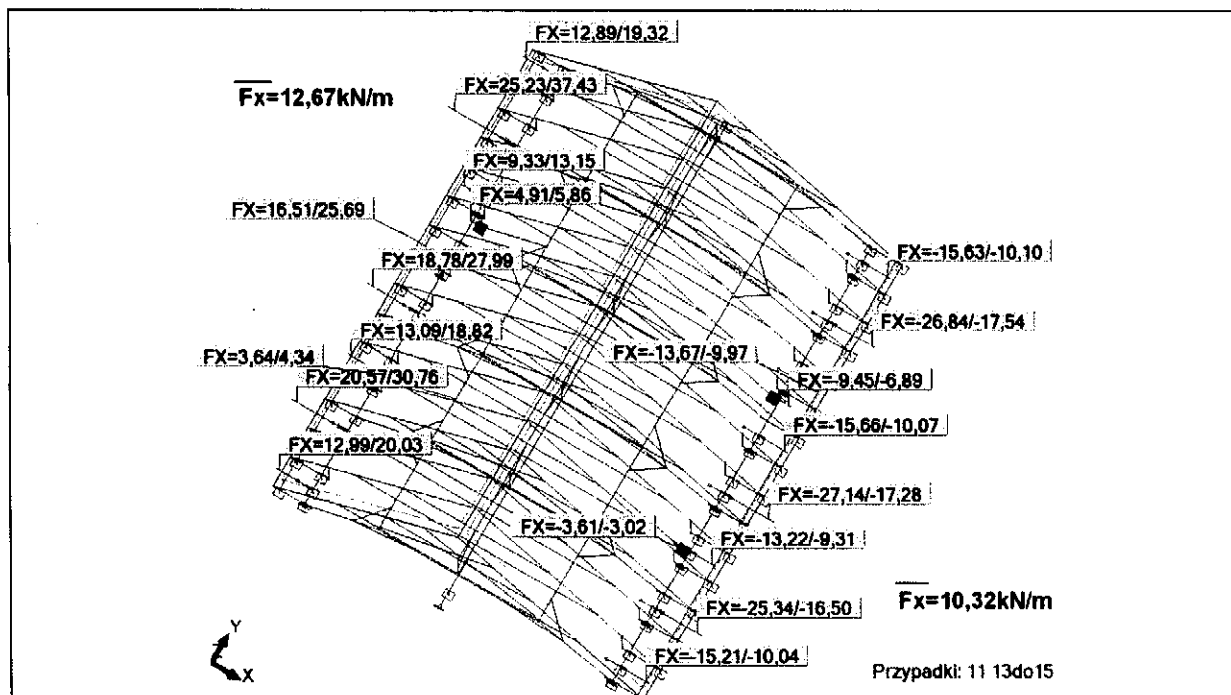 FX=12,89/19,32
Fx=12,67kN/m
FX=25,23/37,43
FX=9,33/13,15
FX=4,91/5,86
FX=16,51/25,69
FX=18,78/27,99
FX=-15,63/-10,10
FX=-26,84/-17,54
FX=13,09/18,82
FX=-13,67/-9,97
FX=3,64/4,34
FX=20,57/30,76
FX=-9,45/-6,89
FX=-15,66/-10,07
FX=12,99/20,03
FX=-27,14/-17,28
FX=-3,61/-3,02
FX=-13,22/-9,31
Fx=10,32kN/m
FX=-25,34/-16,50
Y
X
FX=-15,21/-10,04
Przypadki: 11 13do15